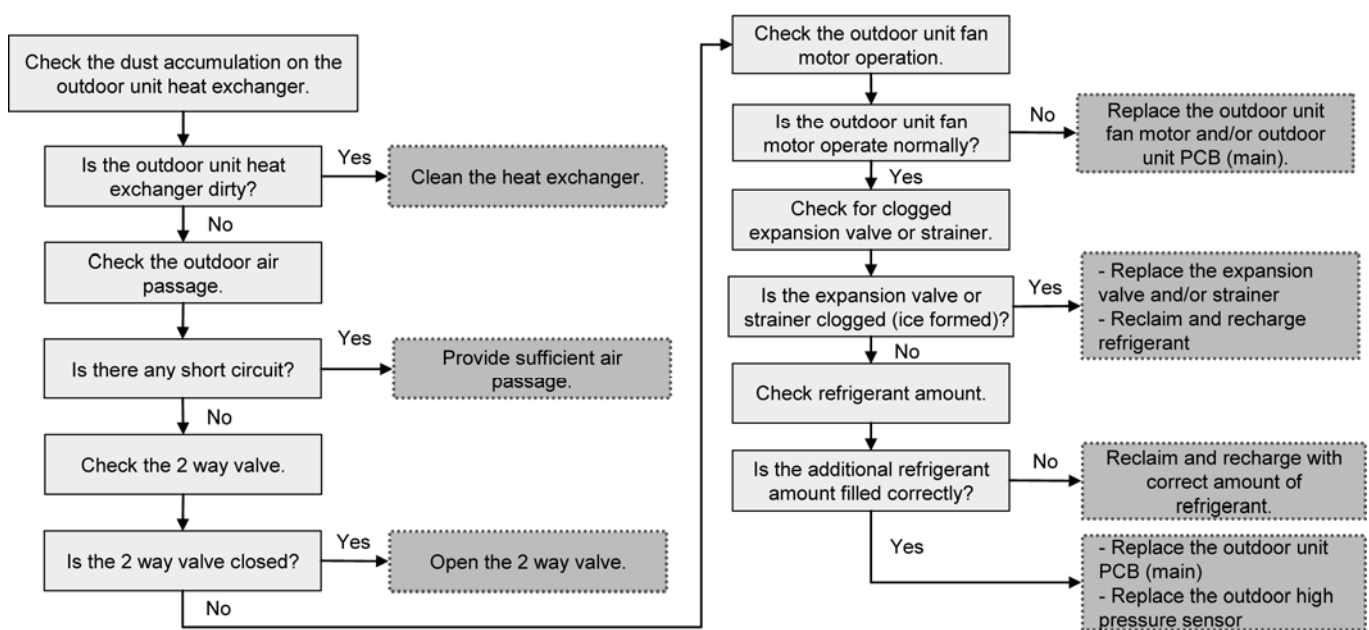 Check the dust accumulation on the
outdoor unit heat exchanger.
Is the outdoor unit heat
exchanger dirty?
Yes
Clean the heat exchanger.
No
Check the outdoor air
passage.
Is there any short circuit?
Yes
Provide sufficient air
passage.
No
Check the 2 way valve.
Is the 2 way valve closed?
Yes
Open the 2 way valve.
No
Check the outdoor unit fan
motor operation.
Is the outdoor unit fan
motor operate normally?
No
Replace the outdoor unit
fan motor and/or outdoor
unit PCB (main).
Yes
Check for clogged
expansion valve or strainer.
Is the expansion valve or
strainer clogged (ice formed)?
Yes
- Replace the expansion
valve and/or strainer
- Reclaim and recharge
refrigerant
No
Check refrigerant amount.
Is the additional refrigerant
amount filled correctly?
No
Reclaim and recharge with
correct amount of
refrigerant.
Yes
- Replace the outdoor unit
PCB (main)
- Replace the outdoor high
pressure sensor